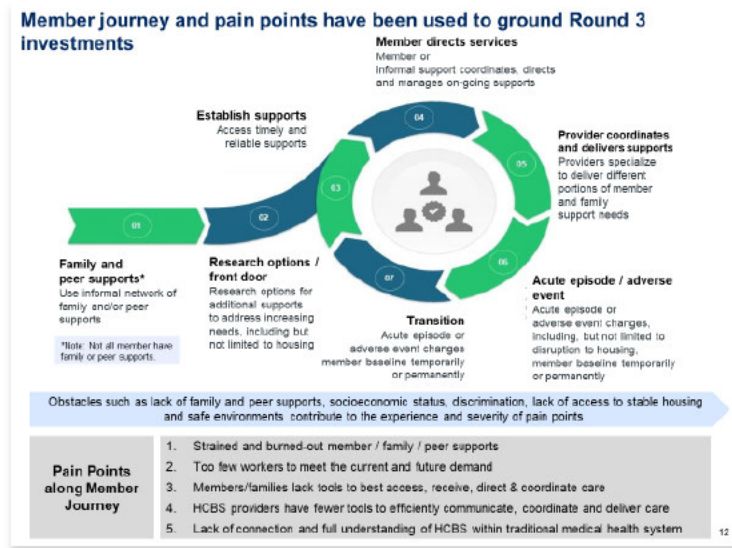 Member journey and pain points have been used to ground Round 3
investments
Member directs services
Member or
informal support coordinates, directs
and manages on-going supports
Establish supports
Access timely and
reliable supports
04
Provider coordinates
and delivers supports
Providers specialize
to deliver different
portions of member
and family
support needs
05
03
02
01
06
07
Family and
peer supports*
Use informal network of
family and/or peer
supports
*Note: Not all member have
family or peer supports.
Research options /
front door
Research options for
additional supports
to address increasing
needs, including but
not limited to housing
Transition
Acute episode or
adverse event changes
member baseline temporarily
or permanently
Acute episode / adverse
event
Acute episode or
adverse event changes,
including, but not limited to
disruption to housing,
member baseline temporarily
or permanently
Obstacles such as lack of family and peer supports, socioeconomic status, discrimination, lack of access to stable housing
and safe environments contribute to the experience and severity of pain points
Pain Points
along Member
Journey
1. Strained and burned-out member / family / peer supports
2. Too few workers to meet the current and future demand
3. Members/families lack tools to best access, receive, direct & coordinate care
4. HCBS providers have fewer tools to efficiently communicate, coordinate and deliver care
5. Lack of connection and full understanding of HCBS within traditional medical health system
12